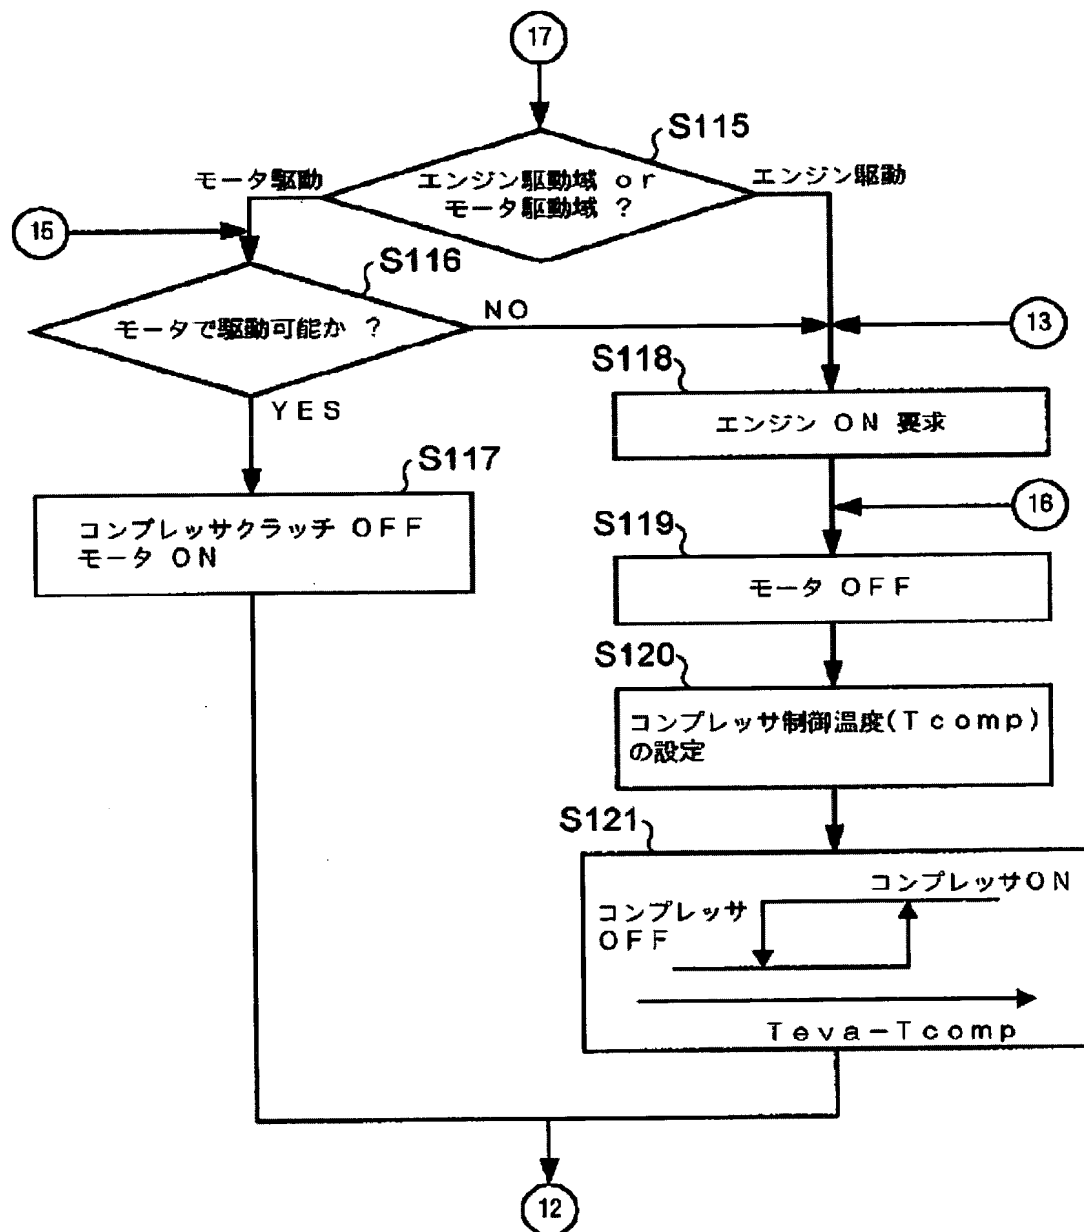 17
S115
エンジン駆動域 or
モータ駆動域 ?
モータ駆動
エンジン駆動
15
S116
モータで駆動可能か ?
NO
YES
13
S118
エンジン ON 要求
S117
コンプレッサクラッチ OFF
モータ ON
16
S119
モータ OFF
S120
コンプレッサ制御温度(Tcomp)
の設定
S121
コンプレッサON
コンプレッサ
OFF
Teva-Tcomp
12